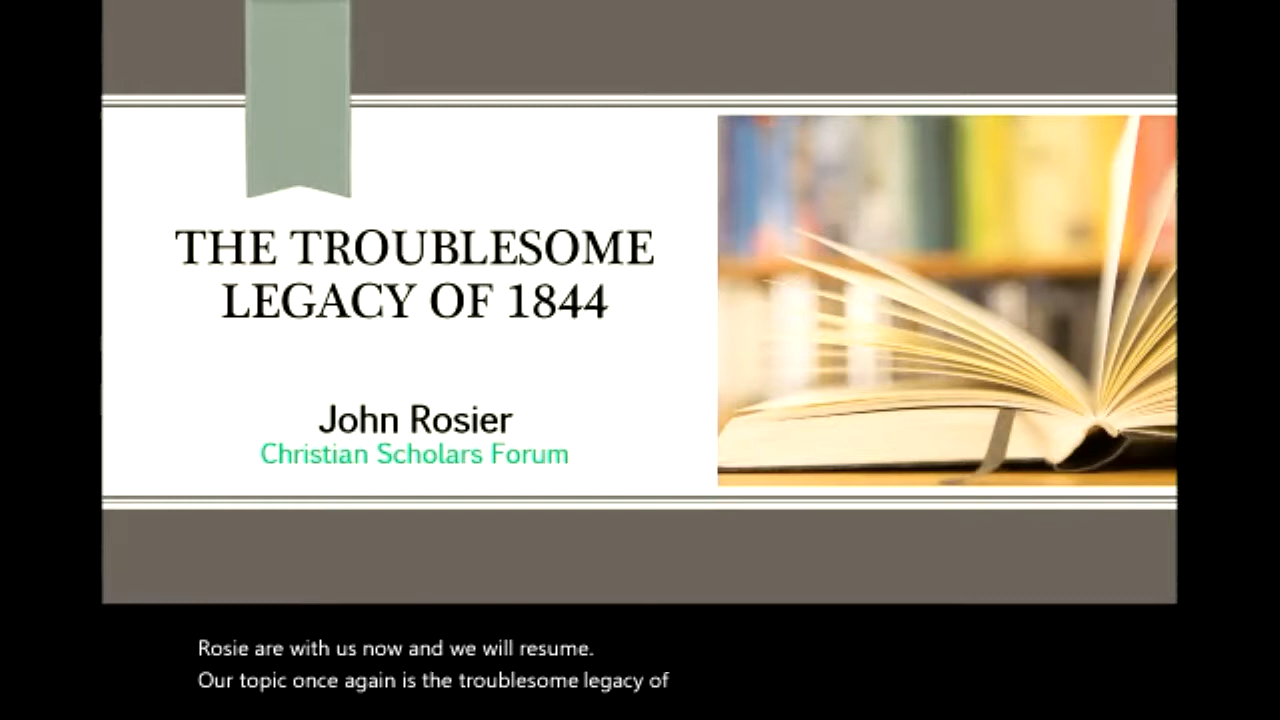 THE TROUBLESOME
LEGACY OF 1844
John Rosier
Christian Scholars Forum
Rosie are with us now and we will resume.
Our topic once again is the troublesome legacy of